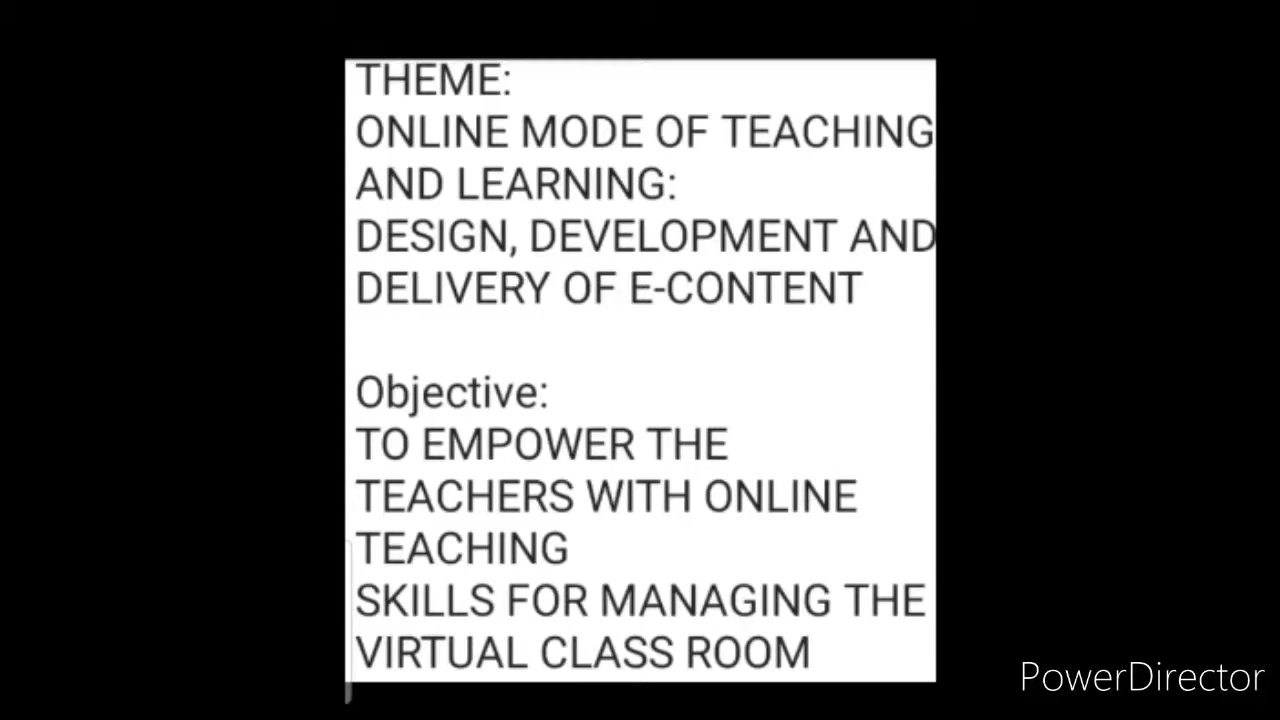 THEME:
ONLINE MODE OF TEACHING
AND LEARNING:
DESIGN, DEVELOPMENT AND
DELIVERY OF E-CONTENT
Objective:
TO EMPOWER THE
TEACHERS WITH ONLINE
TEACHING
SKILLS FOR MANAGING THE
VIRTUAL CLASS ROOM
PowerDirector